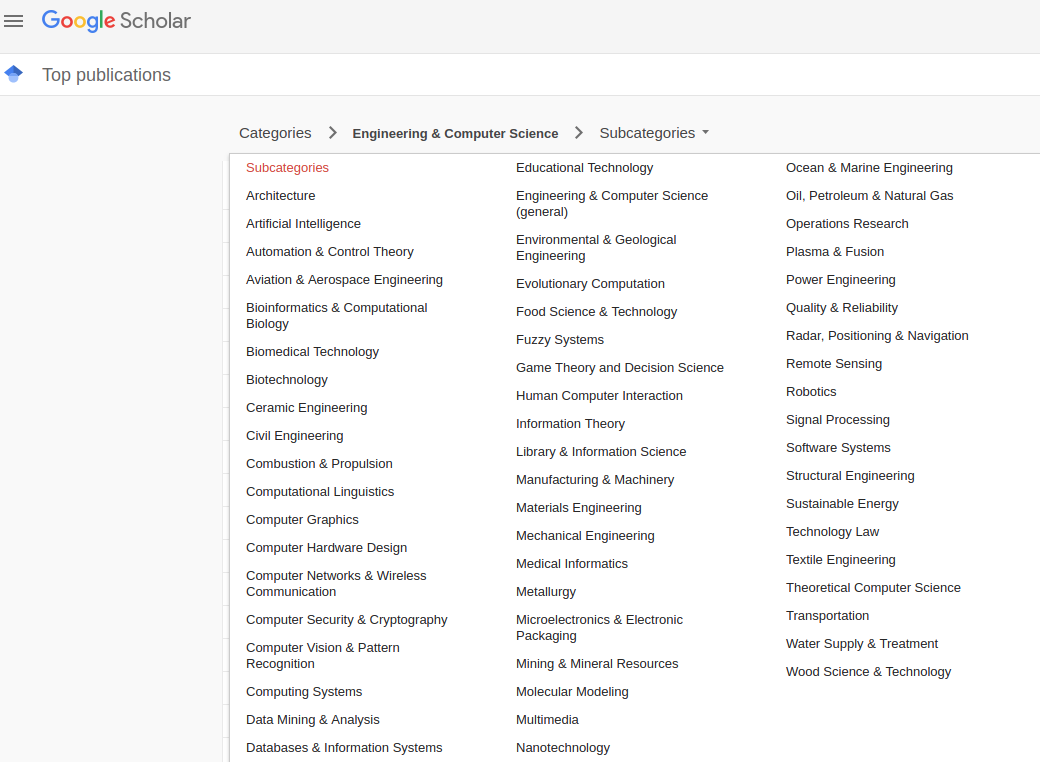 Google Scholar
Top publications
Categories > Engineering & Computer Science > Subcategories
Subcategories
Architecture
Artificial Intelligence
Automation & Control Theory
Aviation & Aerospace Engineering
Bioinformatics & Computational
Biology
Biomedical Technology
Biotechnology
Ceramic Engineering
Civil Engineering
Combustion & Propulsion
Computational Linguistics
Computer Graphics
Computer Hardware Design
Computer Networks & Wireless
Communication
Computer Security & Cryptography
Computer Vision & Pattern
Recognition
Computing Systems
Data Mining & Analysis
Databases & Information Systems
Educational Technology
Engineering & Computer Science
(general)
Environmental & Geological
Engineering
Evolutionary Computation
Food Science & Technology
Fuzzy Systems
Game Theory and Decision Science
Human Computer Interaction
Information Theory
Library & Information Science
Manufacturing & Machinery
Materials Engineering
Mechanical Engineering
Medical Informatics
Metallurgy
Microelectronics & Electronic
Packaging
Mining & Mineral Resources
Molecular Modeling
Multimedia
Nanotechnology
Ocean & Marine Engineering
Oil, Petroleum & Natural Gas
Operations Research
Plasma & Fusion
Power Engineering
Quality & Reliability
Radar, Positioning & Navigation
Remote Sensing
Robotics
Signal Processing
Software Systems
Structural Engineering
Sustainable Energy
Technology Law
Textile Engineering
Theoretical Computer Science
Transportation
Water Supply & Treatment
Wood Science & Technology